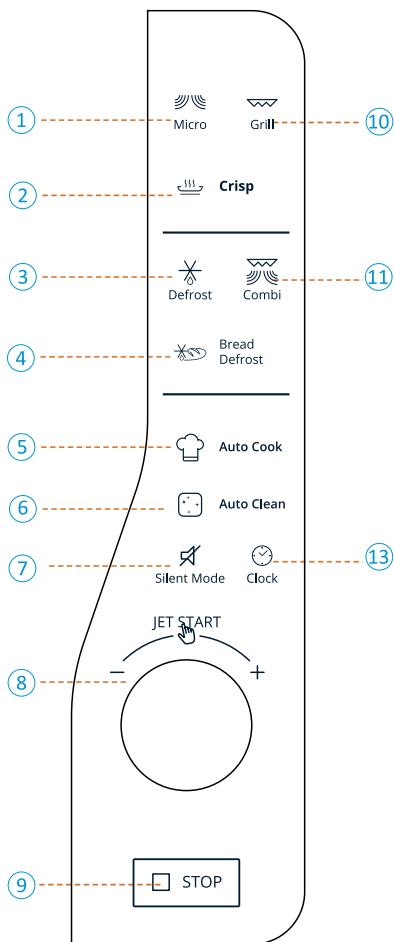 1 Micro Grill 10
2 Crisp
3 Defrost Combi 11
4 Bread
Defrost
5 Auto Cook
6 Auto Clean
7 Silent Mode Clock 13
JET START
8 − +
9 STOP